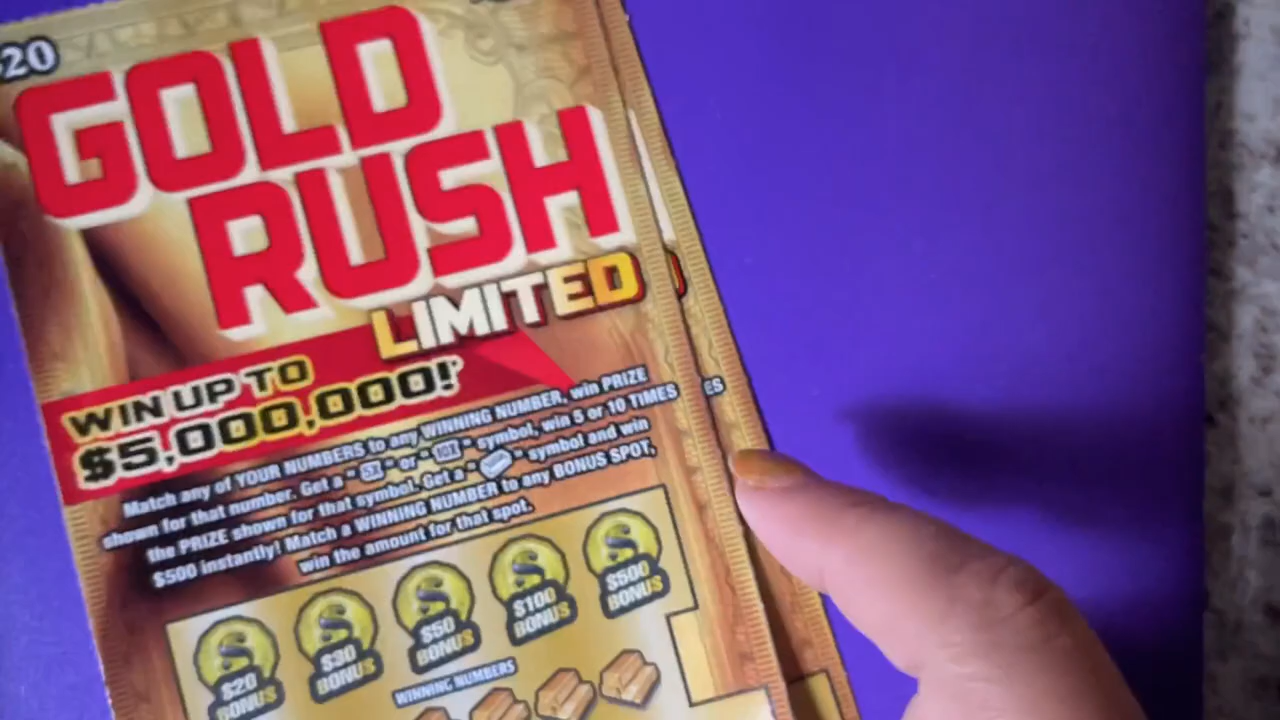 $20
GOLD
RUSH
LIMITED
WIN UP TO
$5,000,000!*
Match any of YOUR NUMBERS to any WINNING NUMBER, win PRIZE
shown for that number. Get a "5X" or "10X" symbol, win 5 or 10 TIMES
the PRIZE shown for that symbol. Get a " " symbol and win
$500 instantly! Match a WINNING NUMBER to any BONUS SPOT,
win the amount for that spot.
$20 BONUS
$30 BONUS
$50 BONUS
$100 BONUS
$500 BONUS
WINNING NUMBERS
D
ES